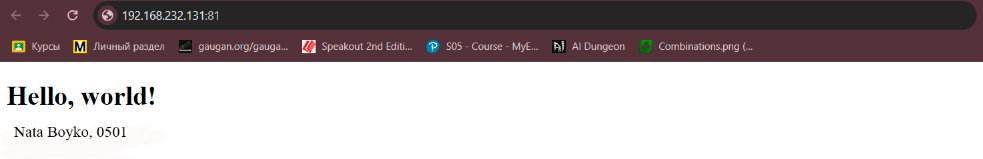 192.168.232.131:81
Курсы M Личный раздел gaugan.org/gauga... Speakout 2nd Editi... P S05 - Course - MyE... AI Dungeon Combinations.png (...
Hello, world!
Nata Boyko, 0501